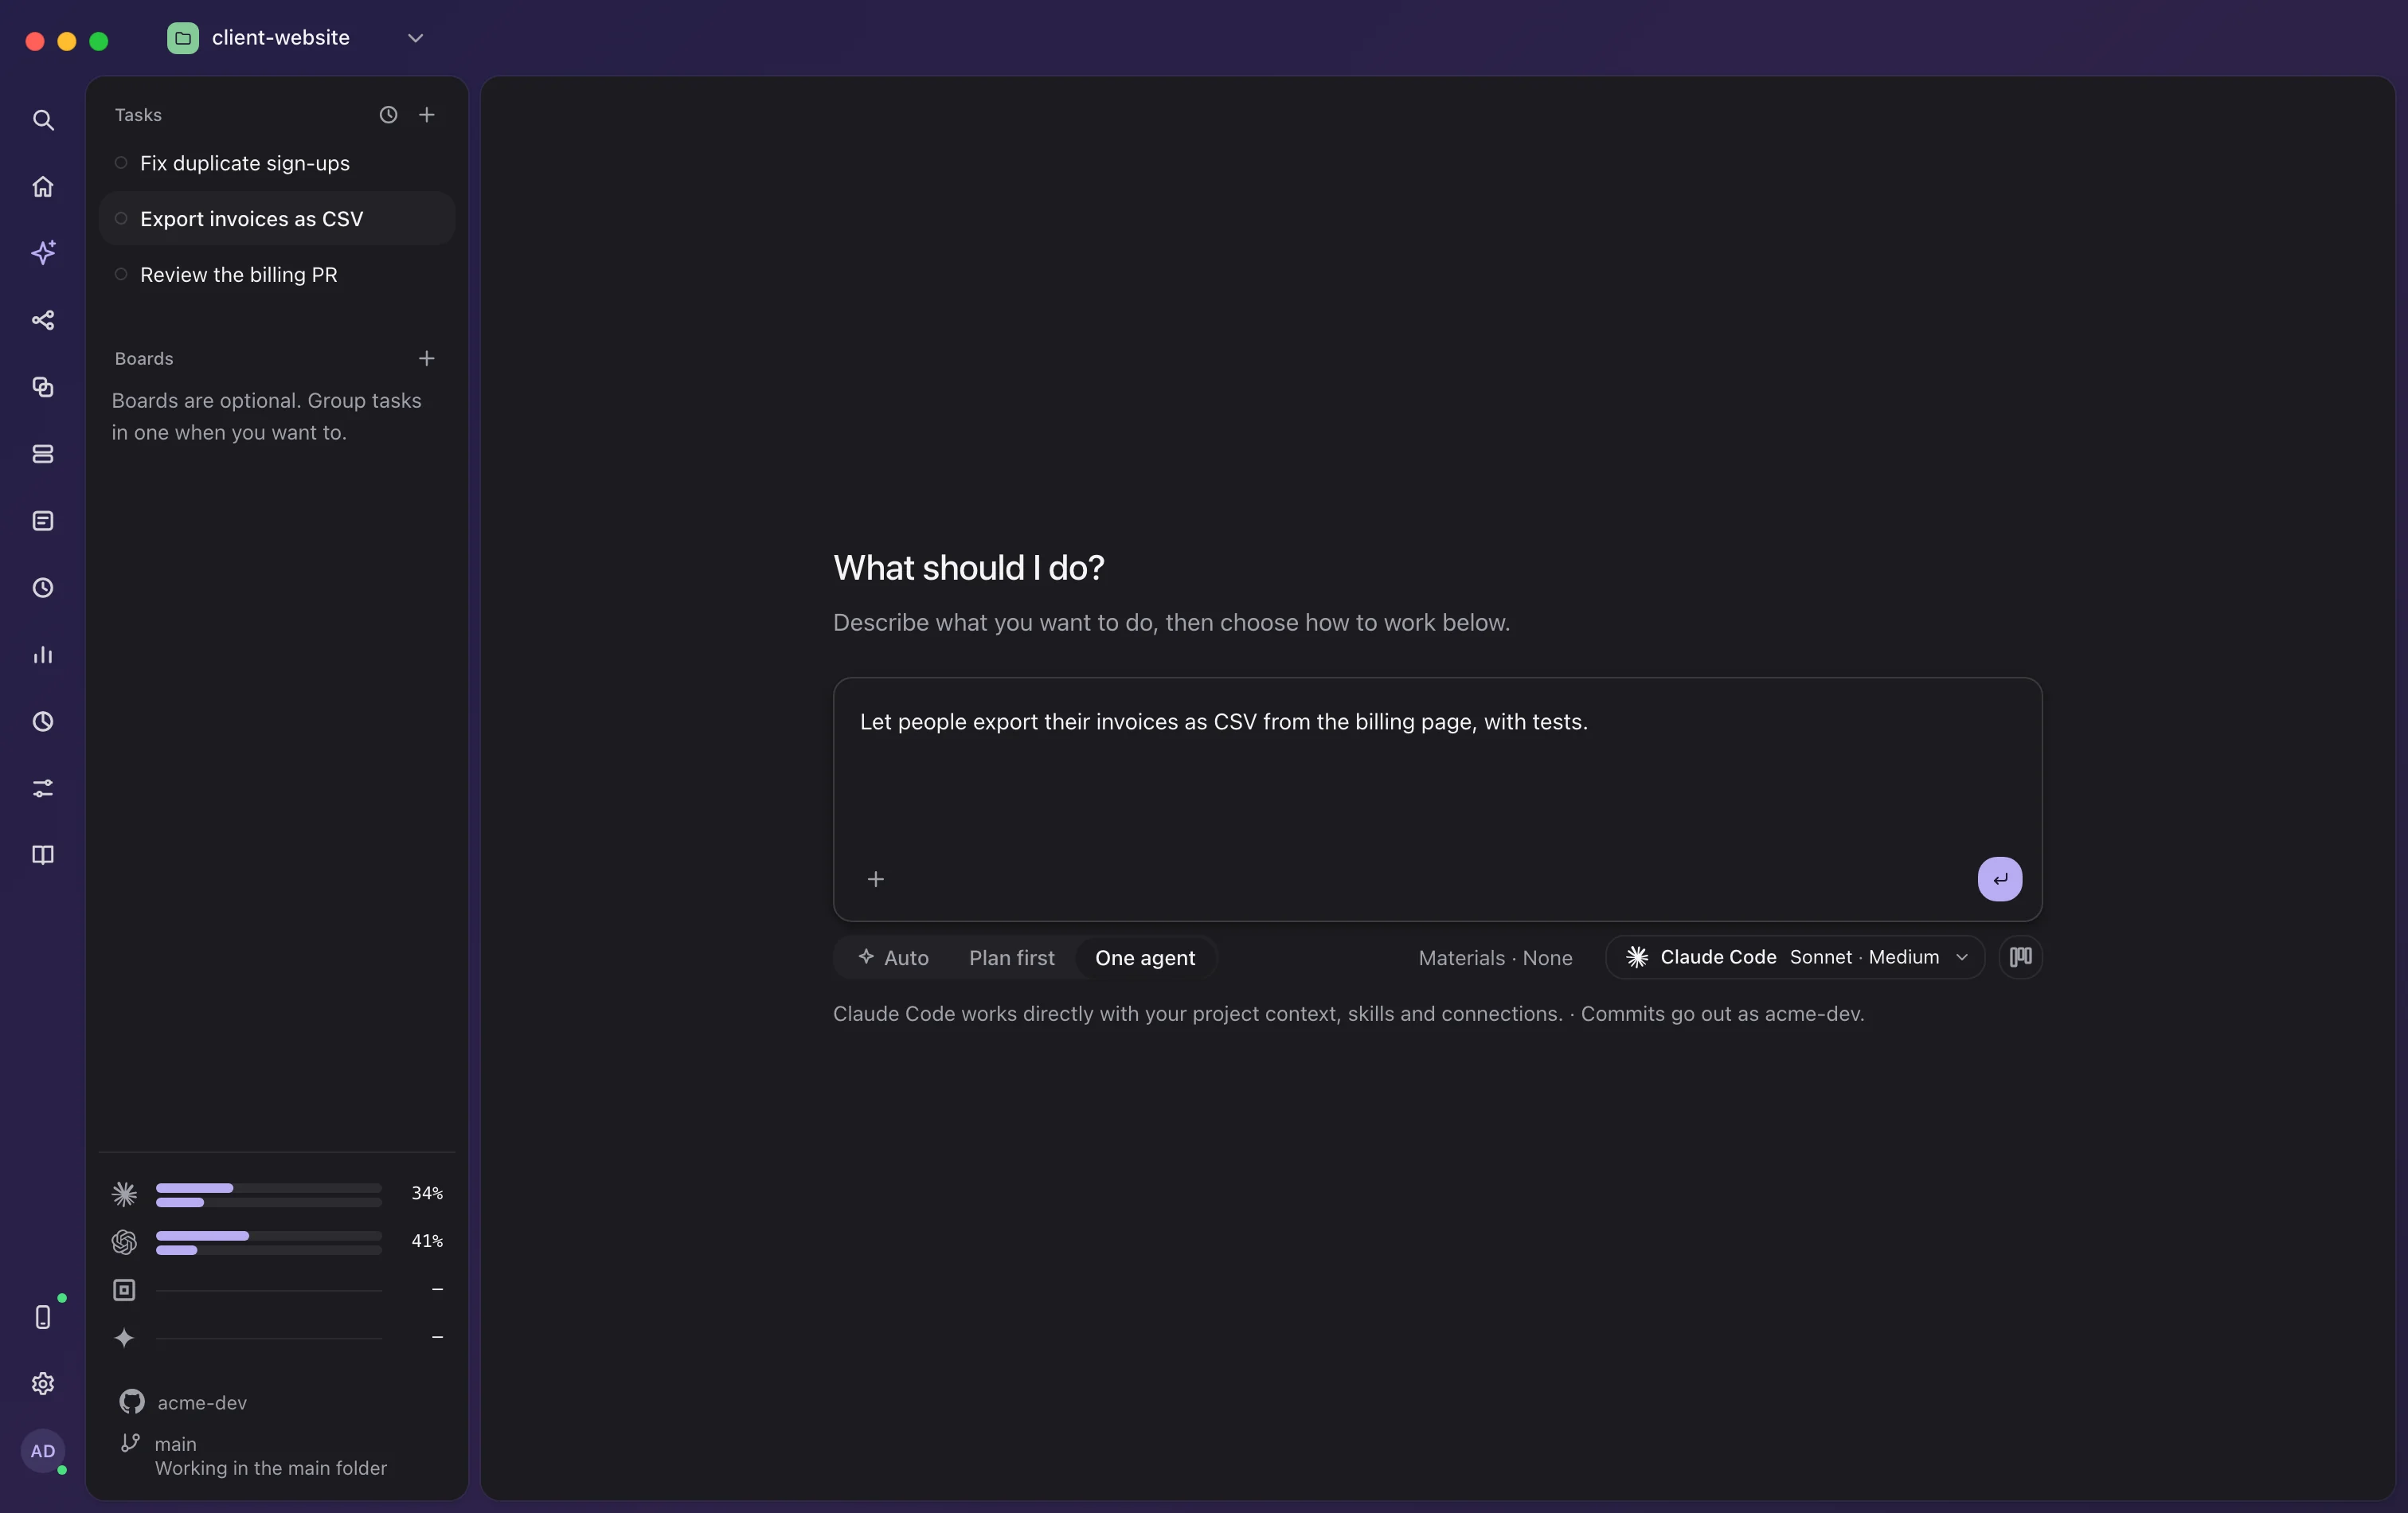 client-website
Tasks
Fix duplicate sign-ups
Export invoices as CSV
Review the billing PR
Boards
Boards are optional. Group tasks
in one when you want to.
What should I do?
Describe what you want to do, then choose how to work below.
Let people export their invoices as CSV from the billing page, with tests.
Auto Plan first One agent Materials · None Claude Code Sonnet · Medium
Claude Code works directly with your project context, skills and connections. · Commits go out as acme-dev.
34%
41%
–
–
acme-dev
main
Working in the main folder
AD